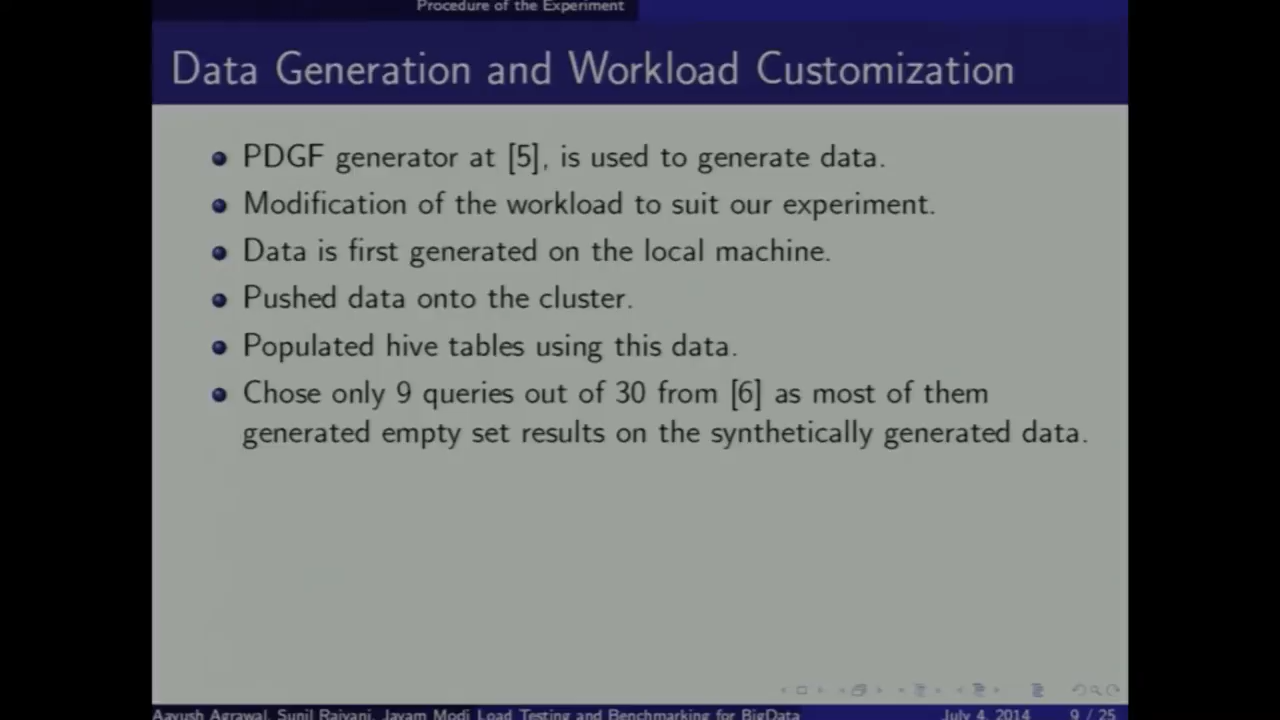 Procedure of the Experiment
Data Generation and Workload Customization
PDGF generator at [5], is used to generate data.
Modification of the workload to suit our experiment.
Data is first generated on the local machine.
Pushed data onto the cluster.
Populated hive tables using this data.
Chose only 9 queries out of 30 from [6] as most of them
generated empty set results on the synthetically generated data.
Aayush Agrawal, Sunil Raiyani, Jayam Modi Load Testing and Benchmarking for BigData July 4, 2014 9 / 25